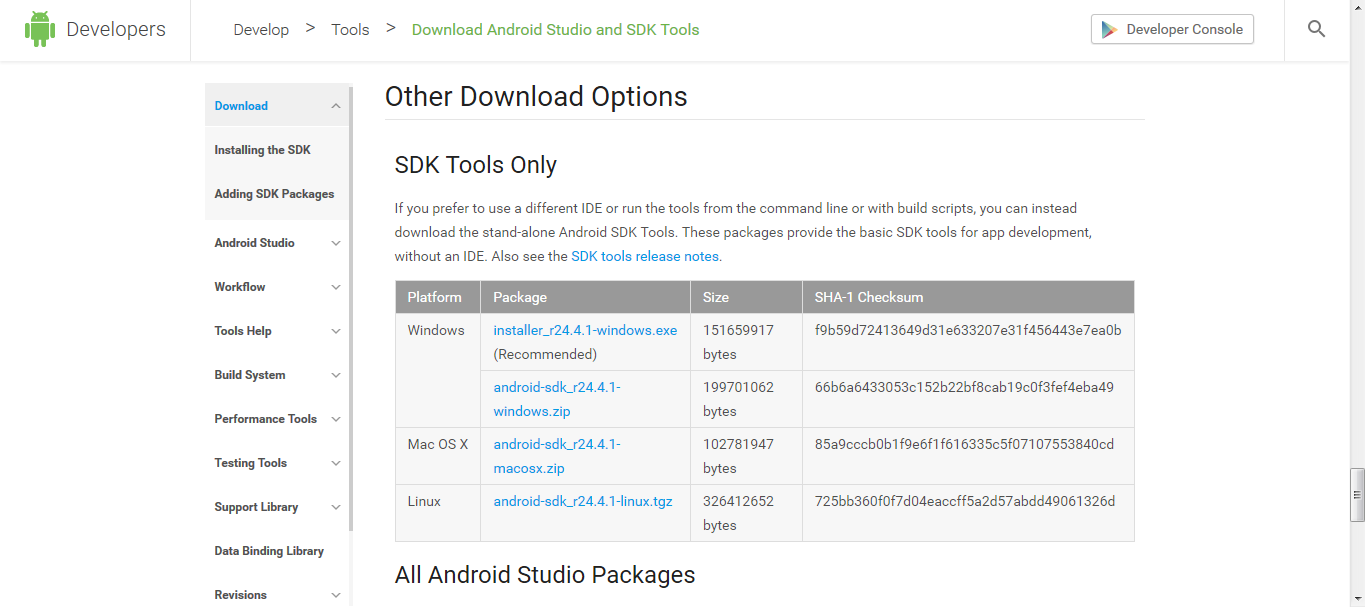 Developers
Develop > Tools > Download Android Studio and SDK Tools
Developer Console
Download
Installing the SDK
Adding SDK Packages
Android Studio
Workflow
Tools Help
Build System
Performance Tools
Testing Tools
Support Library
Data Binding Library
Revisions
Other Download Options
SDK Tools Only
If you prefer to use a different IDE or run the tools from the command line or with build scripts, you can instead
download the stand-alone Android SDK Tools. These packages provide the basic SDK tools for app development,
without an IDE. Also see the SDK tools release notes.
Platform Package Size SHA-1 Checksum
Windows installer_r24.4.1-windows.exe 151659917 f9b59d72413649d31e633207e31f456443e7ea0b
(Recommended) bytes
android-sdk_r24.4.1- 199701062 66b6a6433053c152b22bf8cab19c0f3fef4eba49
windows.zip bytes
Mac OS X android-sdk_r24.4.1- 102781947 85a9cccb0b1f9e6f1f616335c5f07107553840cd
macosx.zip bytes
Linux android-sdk_r24.4.1-linux.tgz 326412652 725bb360f0f7d04eaccff5a2d57abdd49061326d
bytes
All Android Studio Packages